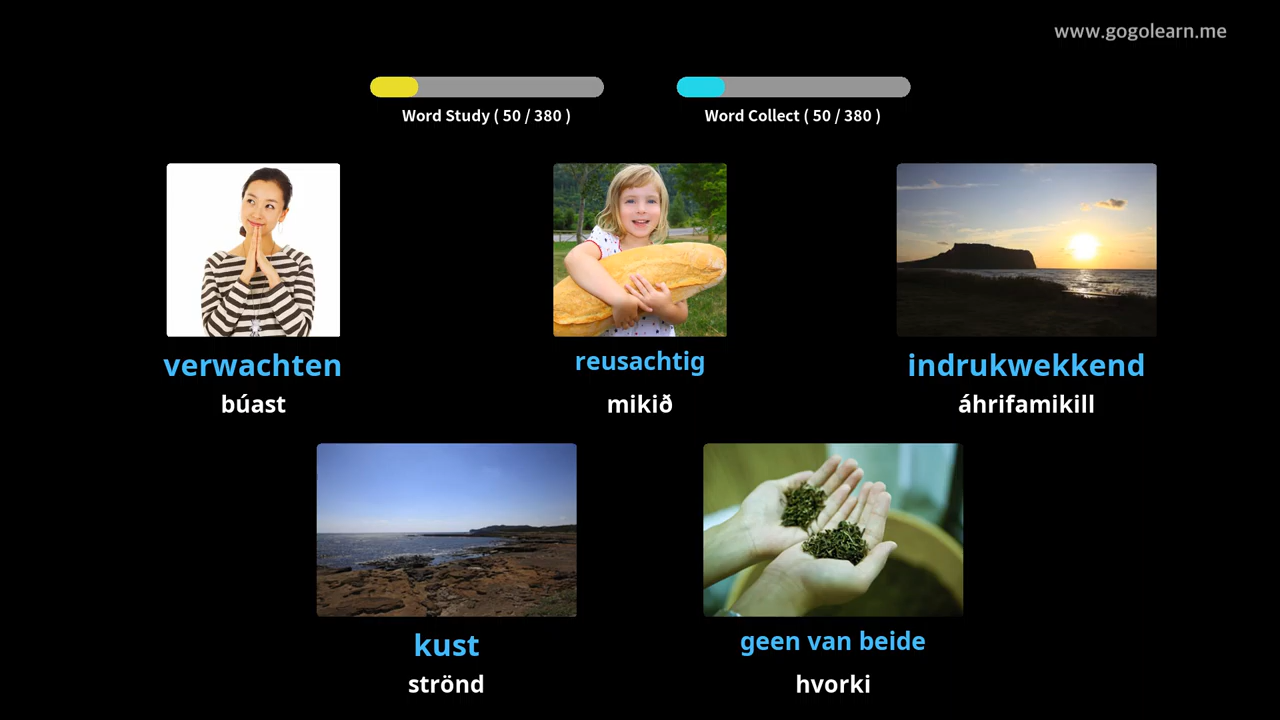 www.gogolearn.me
Word Study ( 50 / 380 )
Word Collect ( 50 / 380 )
verwachten
búast
reusachtig
mikið
indrukwekkend
áhrifamikill
kust
strönd
geen van beide
hvorki